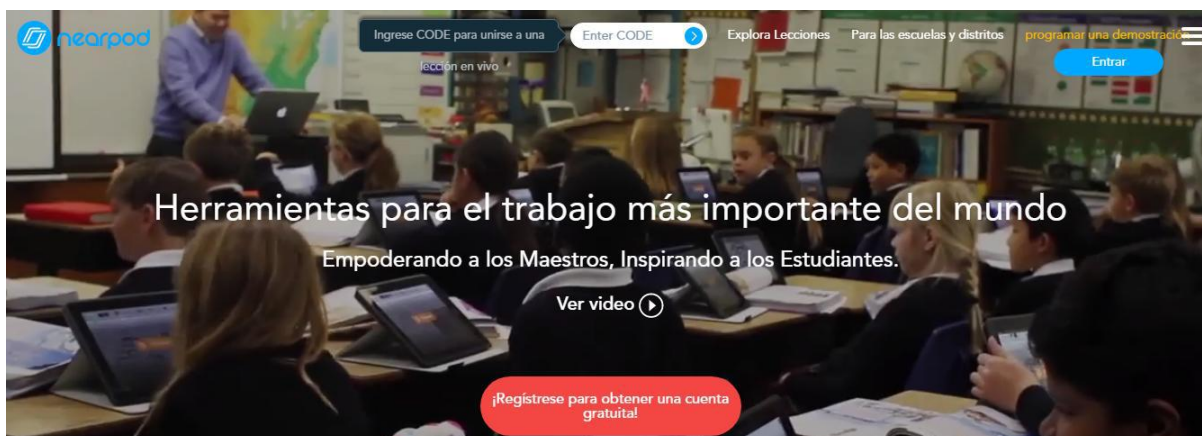 nearpod
Ingrese CODE para unirse a una
lección en vivo
Enter CODE
Explora Lecciones
Para las escuelas y distritos
programar una demostración
Entrar
Herramientas para el trabajo más importante del mundo
Empoderando a los Maestros, Inspirando a los Estudiantes.
Ver video
¡Regístrese para obtener una cuenta
gratuita!